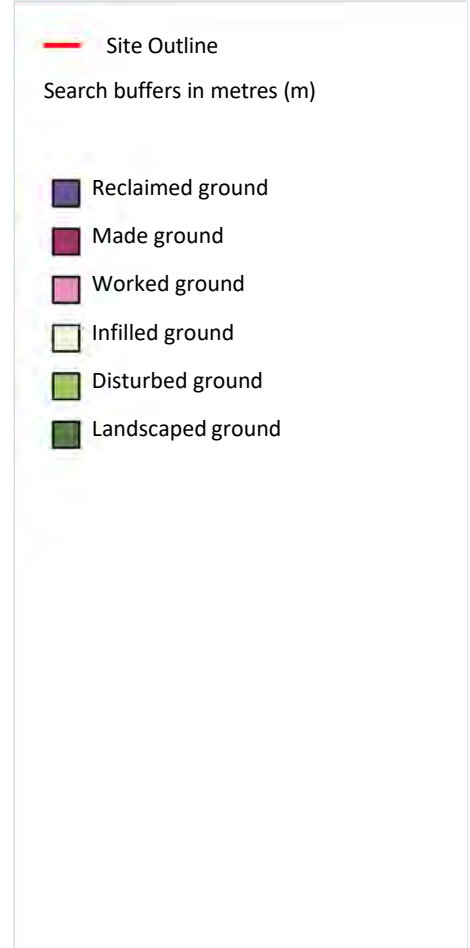 Site Outline
Search buffers in metres (m)
Reclaimed ground
Made ground
Worked ground
Infilled ground
Disturbed ground
Landscaped ground